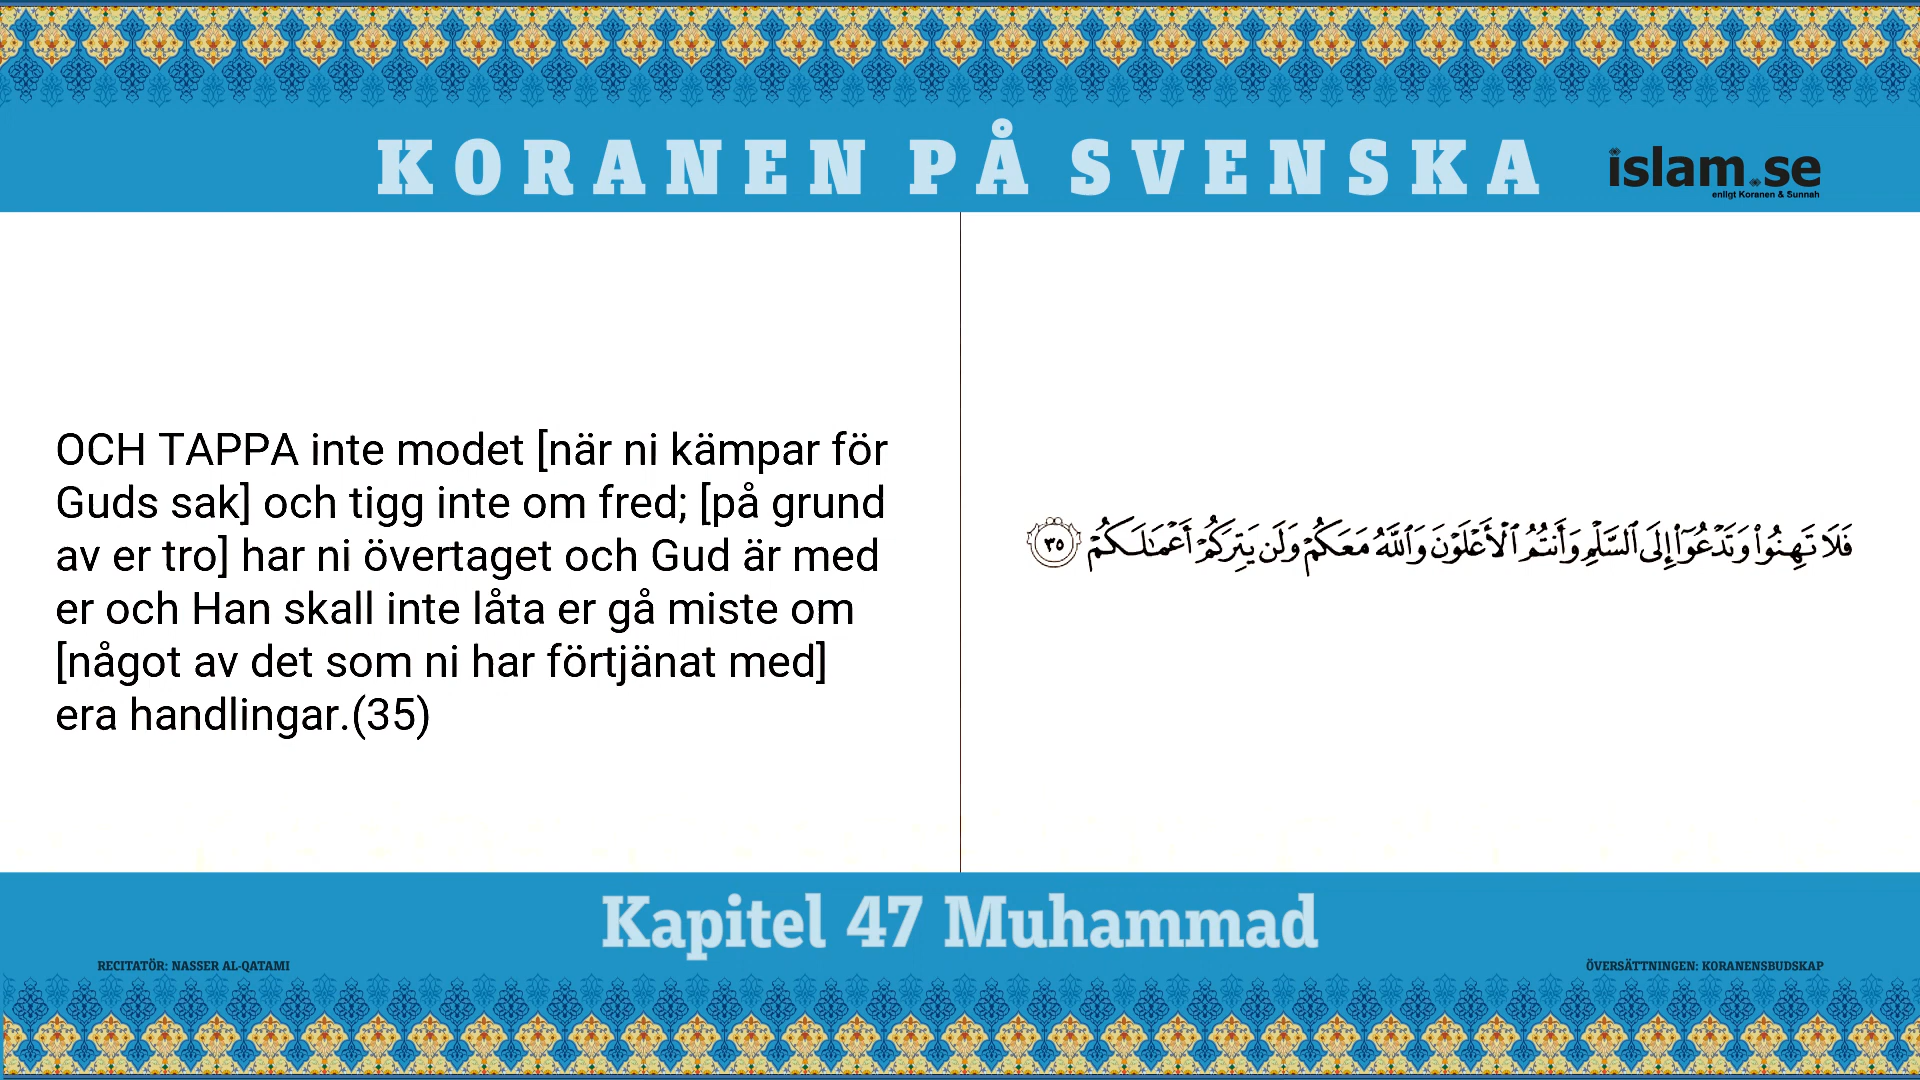 KORANEN PÅ SVENSKA
islam.se
enligt Koranen & Sunnah
OCH TAPPA inte modet [när ni kämpar för
Guds sak] och tigg inte om fred; [på grund
av er tro] har ni övertaget och Gud är med
er och Han skall inte låta er gå miste om
[något av det som ni har förtjänat med]
era handlingar.(35)
فَلَا تَهِنُوا۟ وَتَدْعُوٓا۟ إِلَى ٱلسَّلْمِ وَأَنتُمُ ٱلْأَعْلَوْنَ وَٱللَّهُ مَعَكُمْ وَلَن يَتِرَكُمْ أَعْمَٰلَكُمْ ٣٥
Kapitel 47 Muhammad
RECITATÖR: NASSER AL-QATAMI
ÖVERSÄTTNINGEN: KORANENSBUDSKAP